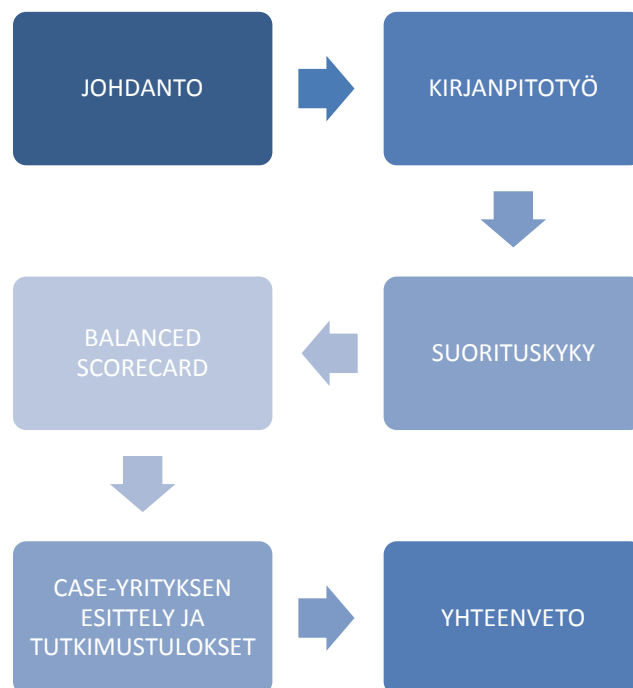 JOHDANTO
KIRJANPITOTYÖ
SUORITUSKYKY
BALANCED
SCORECARD
CASE-YRITYKSEN
ESITTELY JA
TUTKIMUSTULOKSET
YHTEENVETO